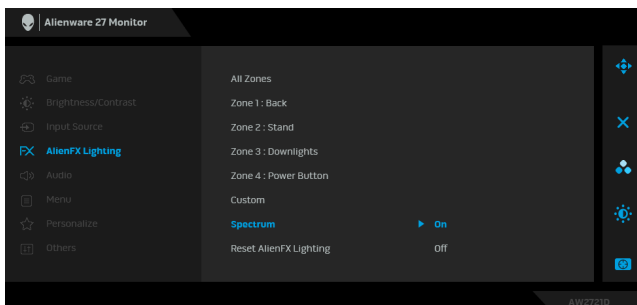 Alienware 27 Monitor
Game
Brightness/Contrast
Input Source
FX AlienFX Lighting
Audio
Menu
Personalize
Others
All Zones
Zone 1 : Back
Zone 2 : Stand
Zone 3 : Downlights
Zone 4 : Power Button
Custom
Spectrum On
Reset AlienFX Lighting Off
AW2721D